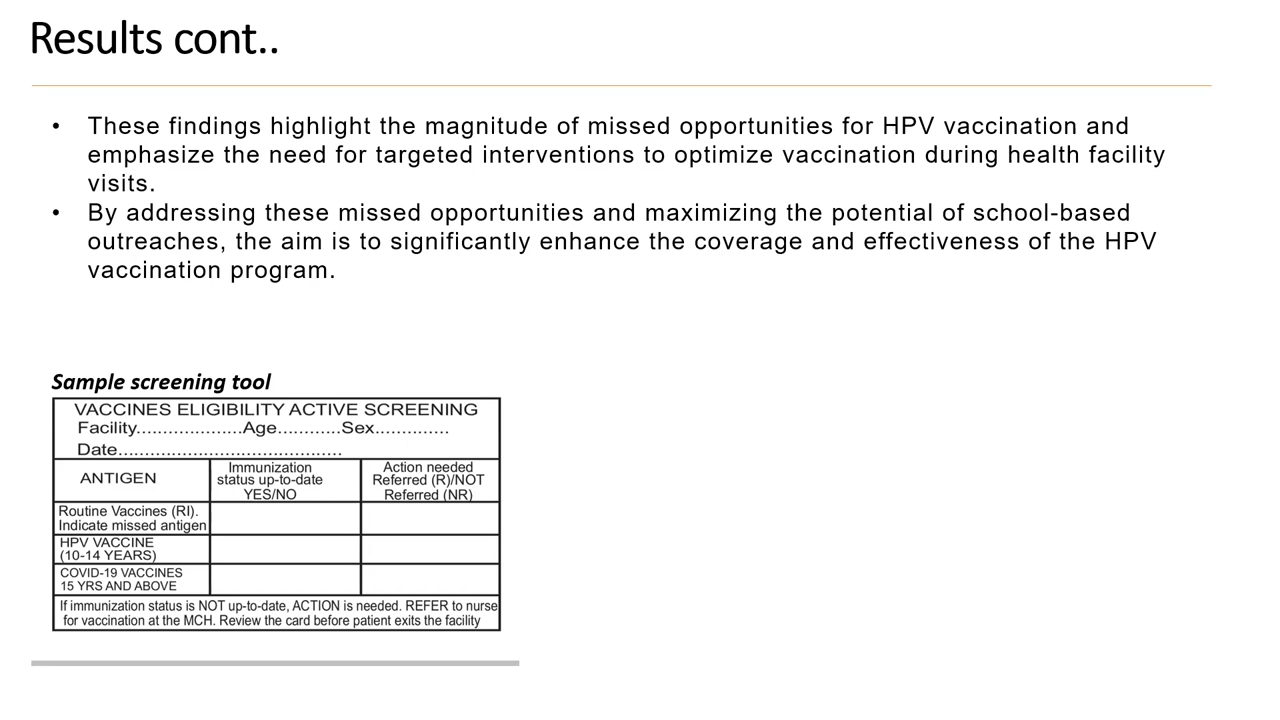 Results cont..
• These findings highlight the magnitude of missed opportunities for HPV vaccination and
emphasize the need for targeted interventions to optimize vaccination during health facility
visits.
• By addressing these missed opportunities and maximizing the potential of school-based
outreaches, the aim is to significantly enhance the coverage and effectiveness of the HPV
vaccination program.
Sample screening tool
VACCINES ELIGIBILITY ACTIVE SCREENING
Facility....................Age............Sex..............
Date..........................................
ANTIGEN
Immunization
status up-to-date
YES/NO
Action needed
Referred (R)/NOT
Referred (NR)
Routine Vaccines (RI).
Indicate missed antigen
HPV VACCINE
(10-14 YEARS)
COVID-19 VACCINES
15 YRS AND ABOVE
If immunization status is NOT up-to-date, ACTION is needed. REFER to nurse
for vaccination at the MCH. Review the card before patient exits the facility